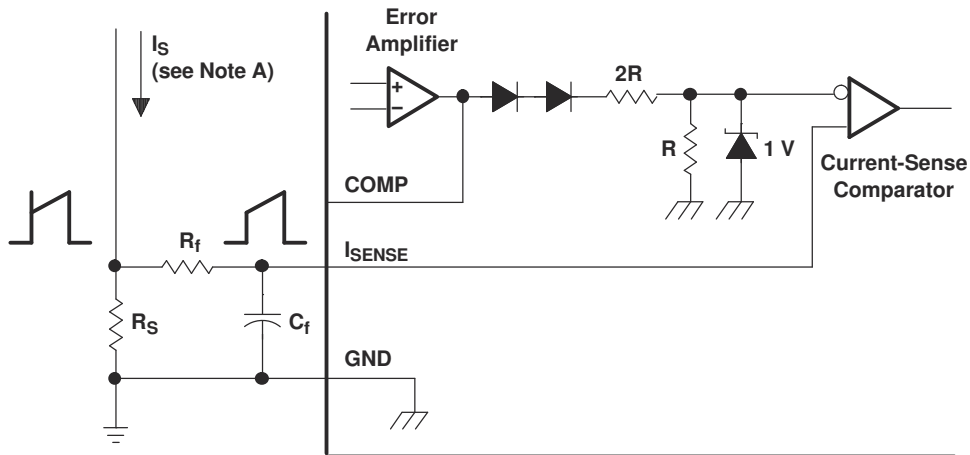 Error
Amplifier
I_S
(see Note A)
+
−
2R
R
1 V
Current-Sense
Comparator
COMP
R_f
I_SENSE
R_S
C_f
GND